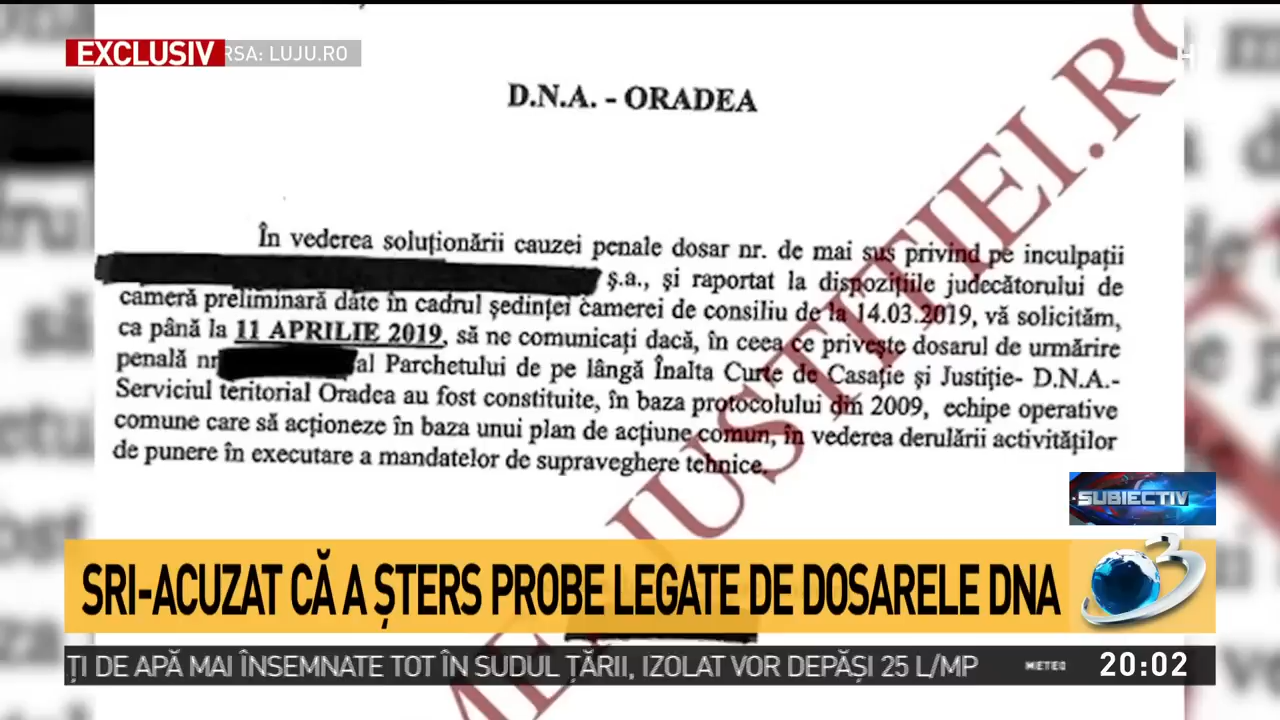 EXCLUSIV
RSA: LUJU.RO
D.N.A. - ORADEA
În vederea soluționării cauzei penale dosar nr. de mai sus privind pe inculpații
ș.a., și raportat la dispozițiile judecătorului de
cameră preliminară date în cadrul ședinței camerei de consiliu de la 14.03.2019, vă solicităm,
ca până la 11 APRILIE 2019, să ne comunicați dacă, în ceea ce privește dosarul de urmărire
penală nr al Parchetului de pe lângă Înalta Curte de Casație și Justiție- D.N.A.-
Serviciul teritorial Oradea au fost constituite, în baza protocolului din 2009, echipe operative
comune care să acționeze în baza unui plan de acțiune comun, în vederea derulării activităților
de punere în executare a mandatelor de supraveghere tehnice.
JUSTITIEI.RO
SUBIECTIV
SRI-ACUZAT CĂ A ȘTERS PROBE LEGATE DE DOSARELE DNA
3
ȚI DE APĂ MAI ÎNSEMNATE TOT ÎN SUDUL ȚĂRII, IZOLAT VOR DEPĂȘI 25 L/MP
METEO
20:02